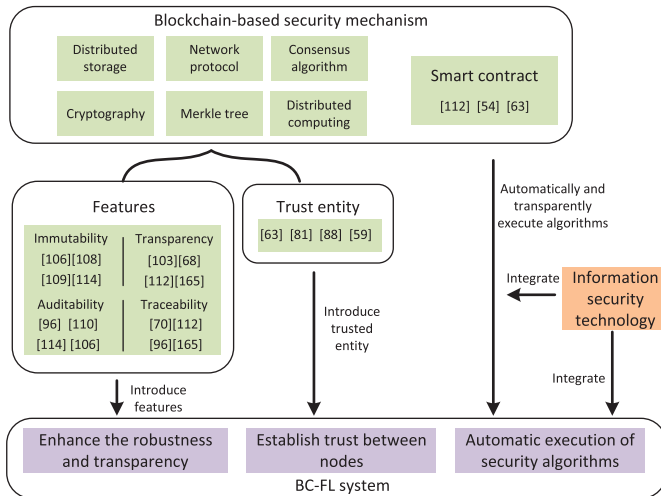 Blockchain-based security mechanism
Distributed
storage
Network
protocol
Consensus
algorithm
Cryptography
Merkle tree
Distributed
computing
Smart contract
[112] [54] [63]
Features
Immutability
[106][108]
[109][114]
Transparency
[103][68]
[112][165]
Auditability
[96] [110]
[114] [106]
Traceability
[70][112]
[96][165]
Trust entity
[63] [81] [88] [59]
Automatically and
transparently
execute algorithms
Integrate
Information
security
technology
Introduce
trusted
entity
Integrate
Introduce
features
Enhance the robustness
and transparency
Establish trust between
nodes
Automatic execution of
security algorithms
BC-FL system